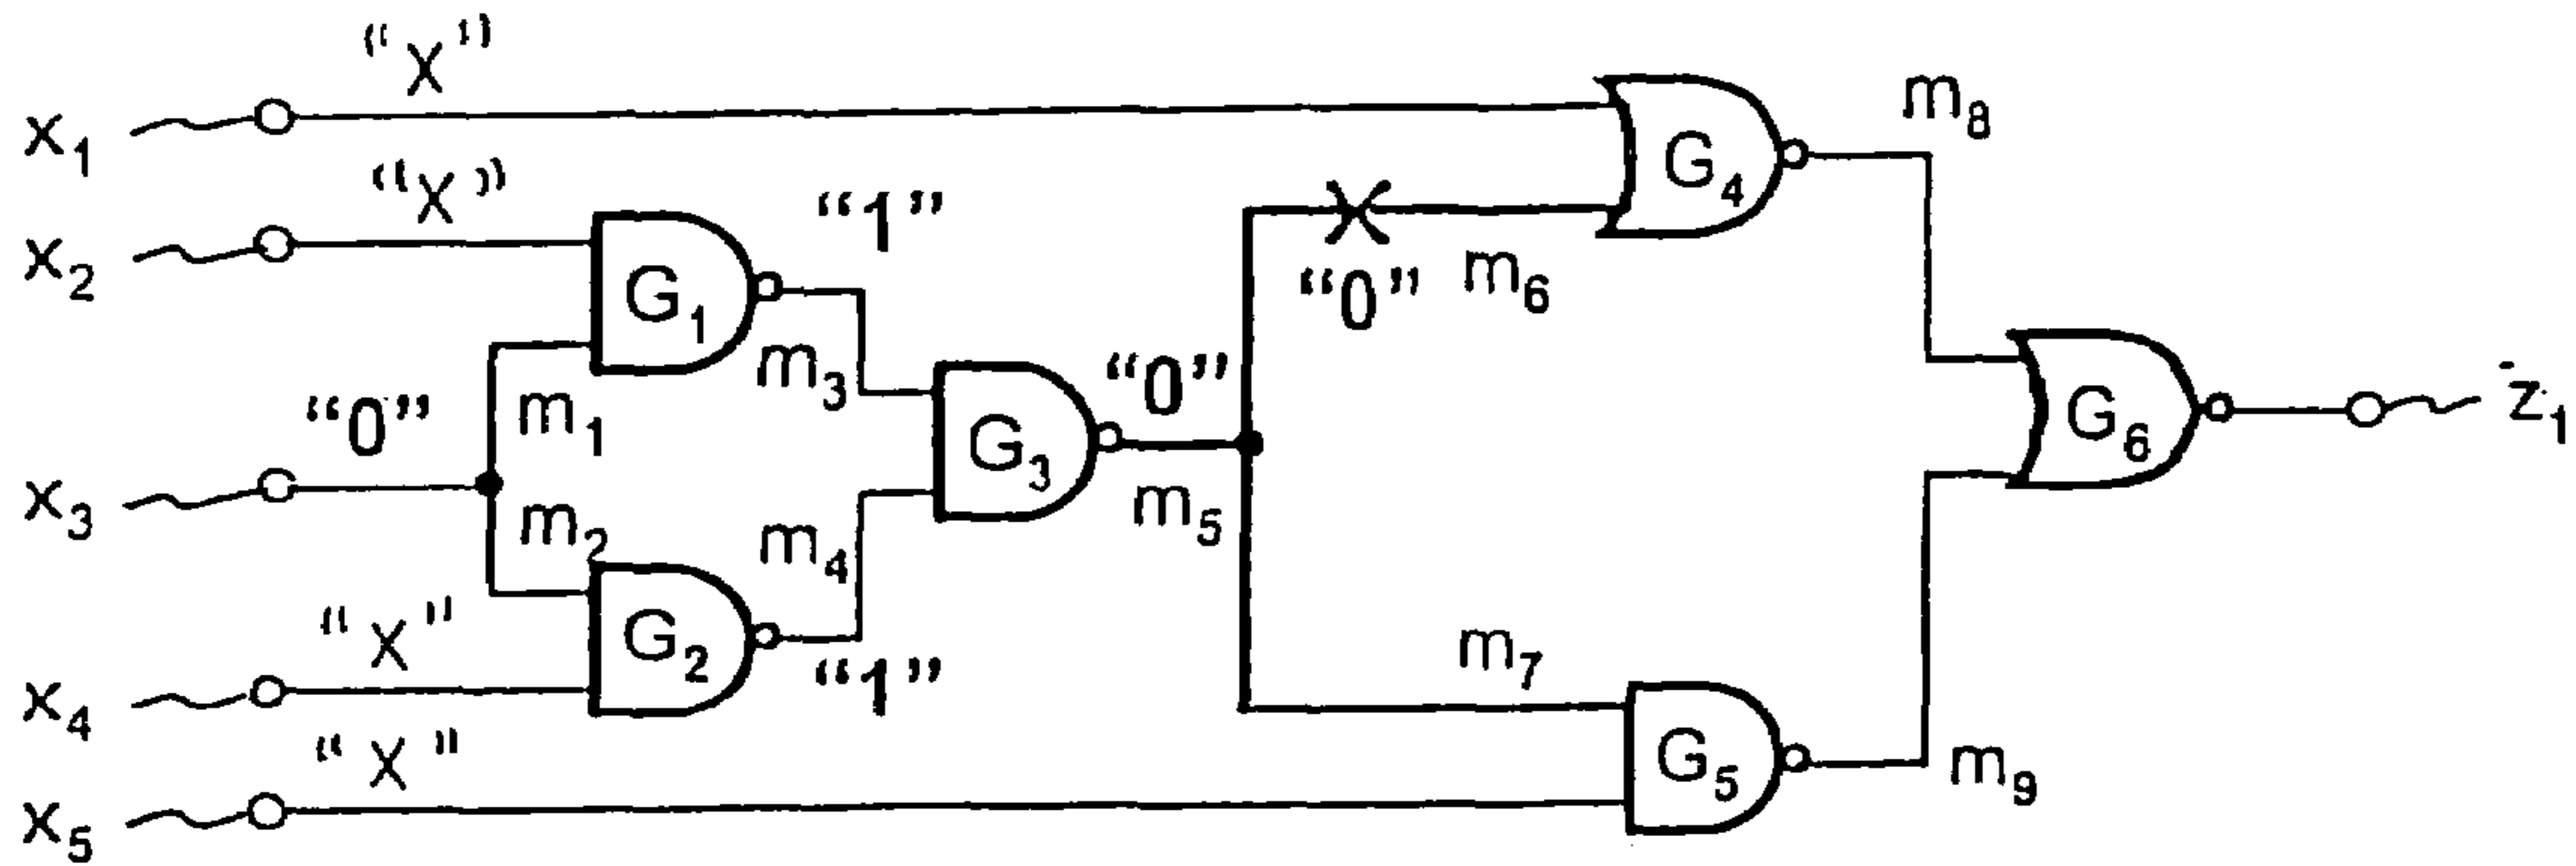 x₁ “X” G₄ m₈
x₂ “X” “1” G₁ “0” m₆
m₃ “0”
x₃ “0” m₁ G₃ G₆ z₁
m₂ m₄ m₅
x₄ “X” G₂ “1” m₇
x₅ “X” G₅ m₉